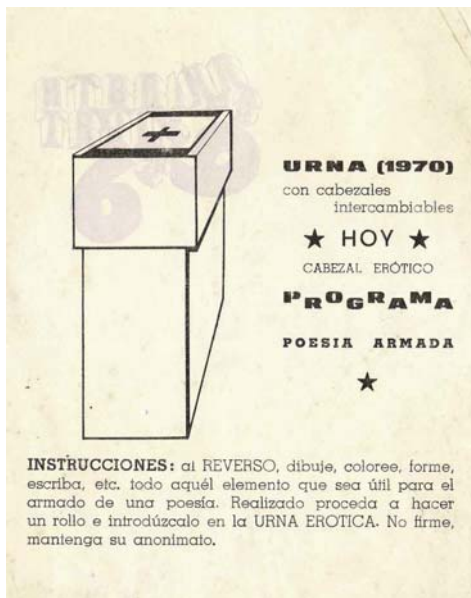 URNA (1970)
con cabezales
intercambiables
★ HOY ★
CABEZAL ERÓTICO
PROGRAMA
POESIA ARMADA
★
INSTRUCCIONES: al REVERSO, dibuje, coloree, forme,
escriba, etc. todo aquél elemento que sea útil para el
armado de una poesía. Realizado proceda a hacer
un rollo e introdúzcalo en la URNA EROTICA. No firme,
mantenga su anonimato.